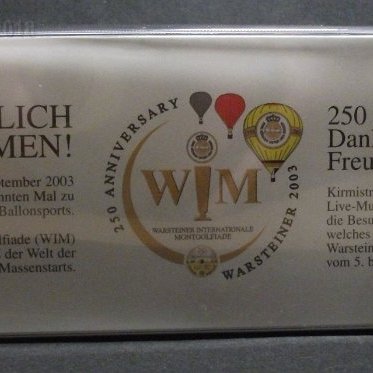 LICH
MEN!
ptember 2003
nnten Mal zu
Ballonsports.
lfiade (WIM)
der Welt der
Massenstarts.
250 ANNIVERSARY
WIM
WARSTEINER INTERNATIONALE
MONTGOLFIADE
WARSTEINER 2003
250
Dank
Freu
Kirmistr
Live-Mu
die Besu
welches
Warstein
vom 5. b